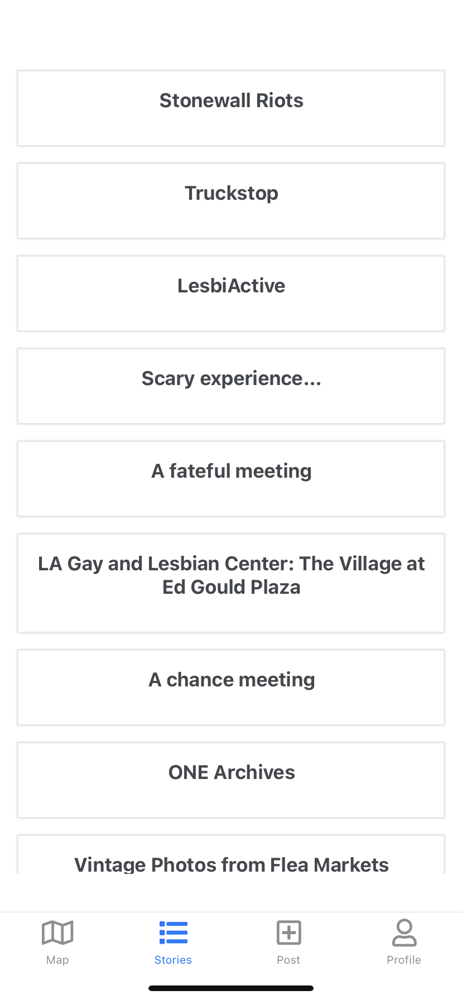 Stonewall Riots
Truckstop
LesbiActive
Scary experience...
A fateful meeting
LA Gay and Lesbian Center: The Village at
Ed Gould Plaza
A chance meeting
ONE Archives
Vintage Photos from Flea Markets
Map
Stories
Post
Profile